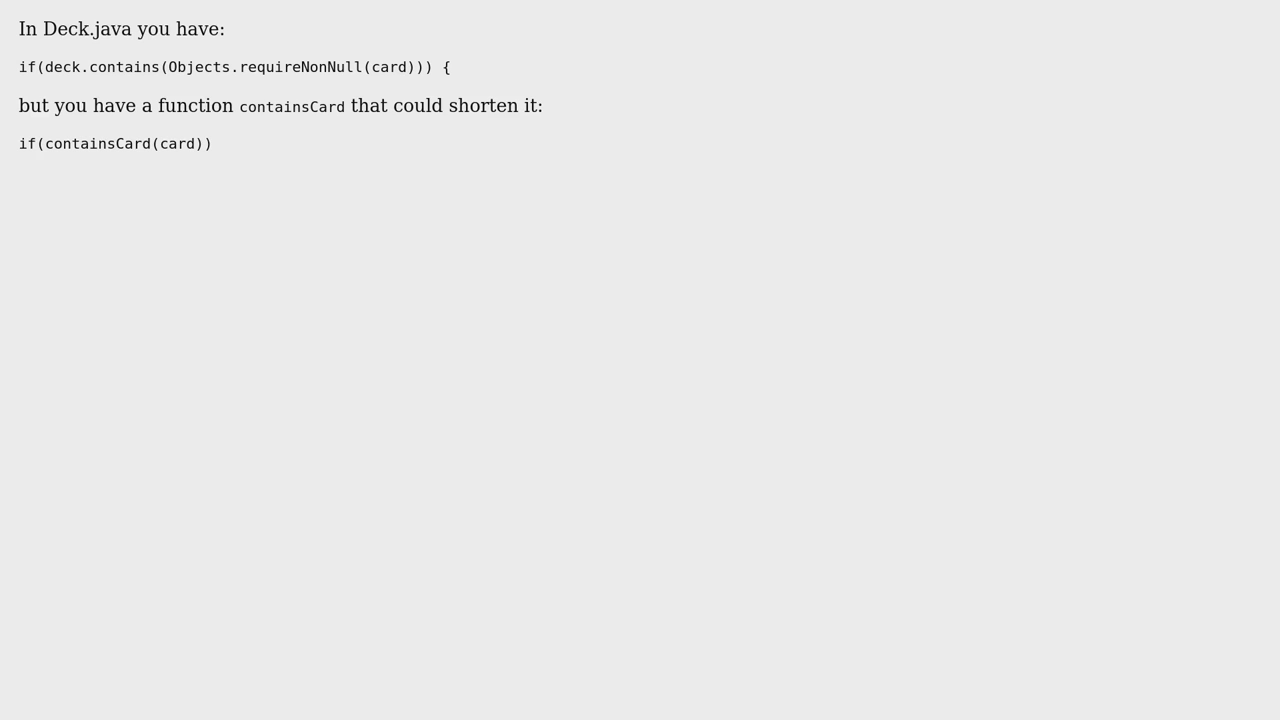 In Deck.java you have:
if(deck.contains(Objects.requireNonNull(card))) {
but you have a function containsCard that could shorten it:
if(containsCard(card))